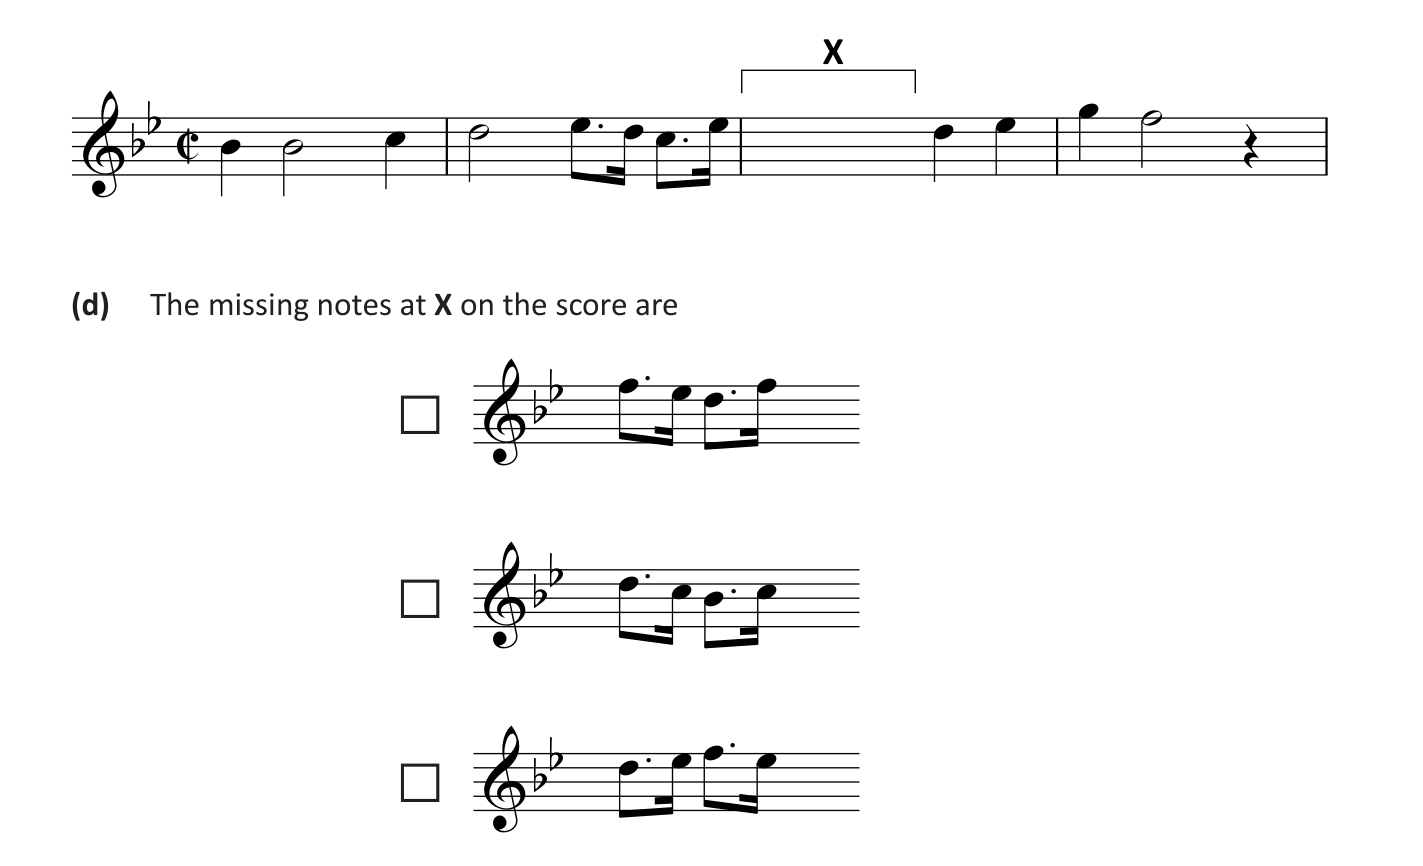 X
(d) The missing notes at X on the score are